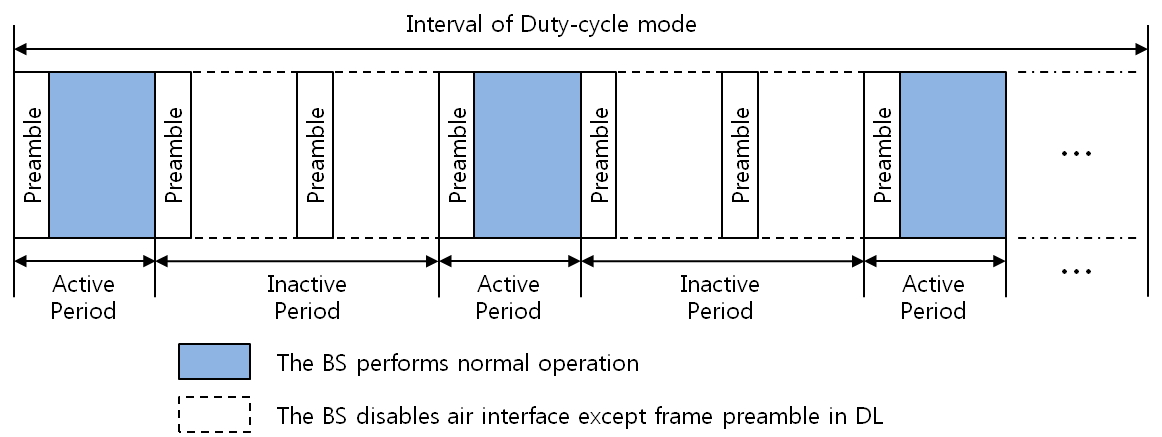 Interval of Duty-cycle mode
Preamble
Preamble
Preamble
Preamble
Preamble
Preamble
Preamble
...
Active
Period
Inactive
Period
Active
Period
Inactive
Period
Active
Period
...
The BS performs normal operation
The BS disables air interface except frame preamble in DL